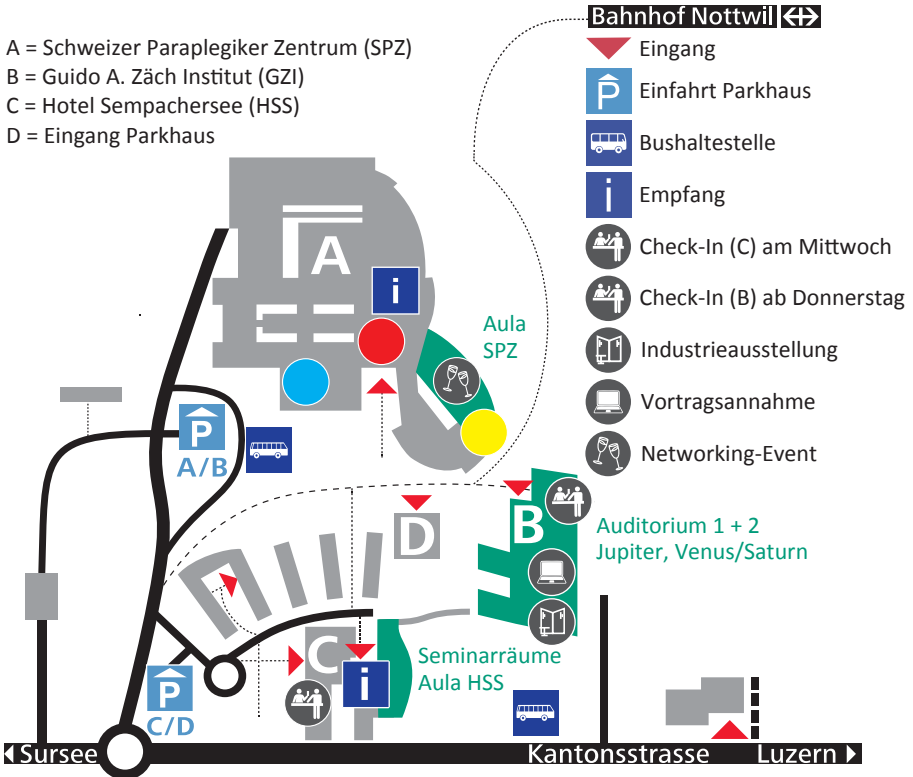 A = Schweizer Paraplegiker Zentrum (SPZ)
B = Guido A. Zäch Institut (GZI)
C = Hotel Sempachersee (HSS)
D = Eingang Parkhaus
Bahnhof Nottwil
Eingang
P
Einfahrt Parkhaus
Bushaltestelle
i
Empfang
Check-In (C) am Mittwoch
Check-In (B) ab Donnerstag
Industrieausstellung
Vortragsannahme
Networking-Event
A
i
Aula
SPZ
P
A/B
D
B
Auditorium 1 + 2
Jupiter, Venus/Saturn
C
i
Seminarräume
Aula HSS
P
C/D
Sursee
Kantonsstrasse
Luzern